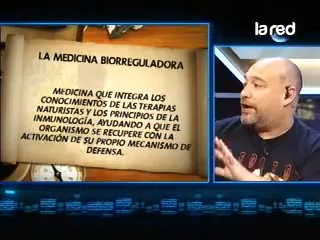 la red
LA MEDICINA BIORREGULADORA
MEDICINA QUE INTEGRA LOS
CONOCIMIENTOS DE LAS TERAPIAS
NATURISTAS Y LOS PRINCIPIOS DE LA
INMUNOLOGÍA, AYUDANDO A QUE EL
ORGANISMO SE RECUPERE CON LA
ACTIVACIÓN DE SU PROPIO MECANISMO DE
DEFENSA.